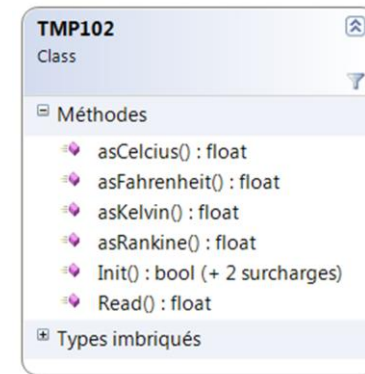 TMP102
Class
Méthodes
asCelcius() : float
asFahrenheit() : float
asKelvin() : float
asRankine() : float
Init() : bool (+ 2 surcharges)
Read() : float
Types imbriqués